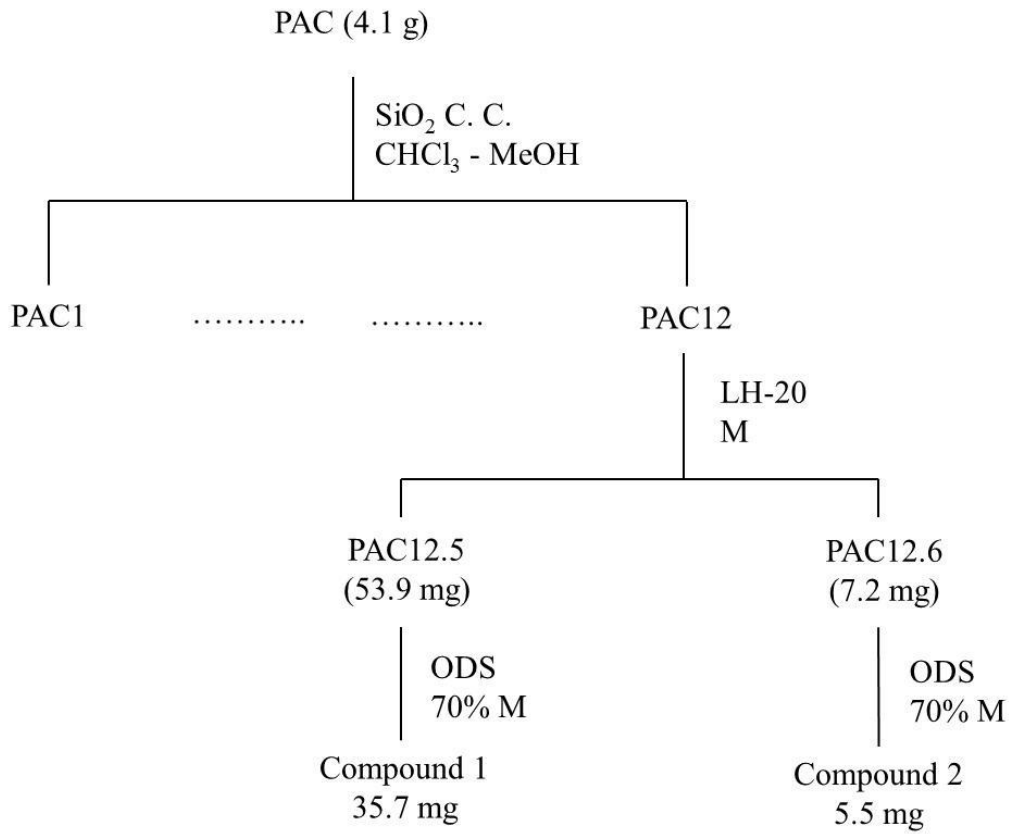 PAC (4.1 g)
SiO₂ C. C.
CHCl₃ - MeOH
PAC1 ……….. ……….. PAC12
LH-20
M
PAC12.5
(53.9 mg)
PAC12.6
(7.2 mg)
ODS
70% M
ODS
70% M
Compound 1
35.7 mg
Compound 2
5.5 mg